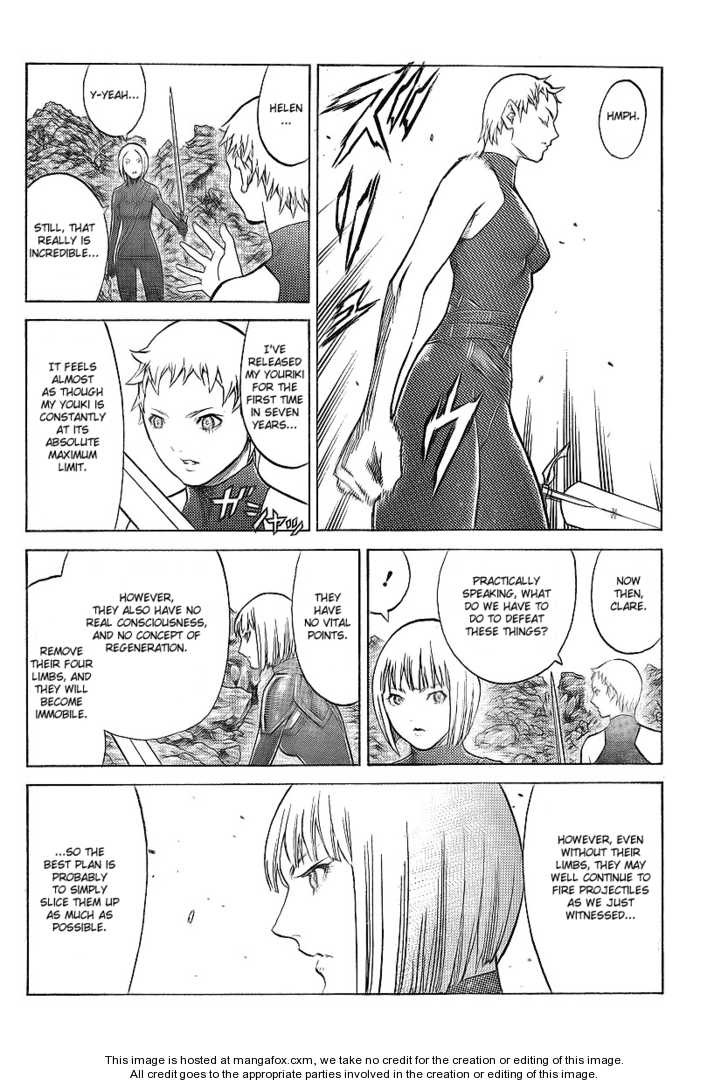 HMPH.
HELEN
...
Y-YEAH...
STILL, THAT
REALLY IS
INCREDIBLE...
I'VE
RELEASED
MY YOURIKI
FOR THE
FIRST TIME
IN SEVEN
YEARS...
IT FEELS
ALMOST
AS THOUGH
MY YOUKI IS
CONSTANTLY
AT ITS
ABSOLUTE
MAXIMUM
LIMIT.
NOW
THEN,
CLARE.
PRACTICALLY
SPEAKING, WHAT
DO WE HAVE
TO DO TO DEFEAT
THESE THINGS?
!
THEY
HAVE
NO VITAL
POINTS.
HOWEVER,
THEY ALSO HAVE NO
REAL CONSCIOUSNESS,
AND NO CONCEPT OF
REGENERATION.
REMOVE
THEIR FOUR
LIMBS, AND
THEY WILL
BECOME
IMMOBILE.
HOWEVER, EVEN
WITHOUT THEIR
LIMBS, THEY MAY
WELL CONTINUE TO
FIRE PROJECTILES
AS WE JUST
WITNESSED...
...SO THE
BEST PLAN IS
PROBABLY
TO SIMPLY
SLICE THEM UP
AS MUCH AS
POSSIBLE.
This image is hosted at mangafox.cxm, we take no credit for the creation or editing of this image.
All credit goes to the appropriate parties involved in the creation or editing of this image.